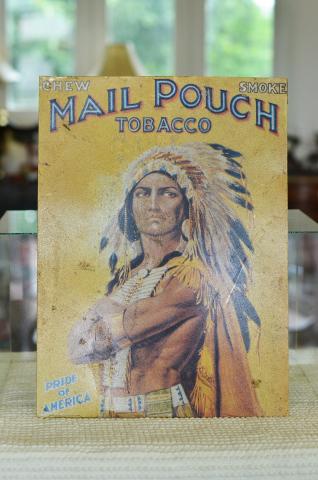 CHEW SMOKE
MAIL POUCH
TOBACCO
PRIDE
OF
AMERICA